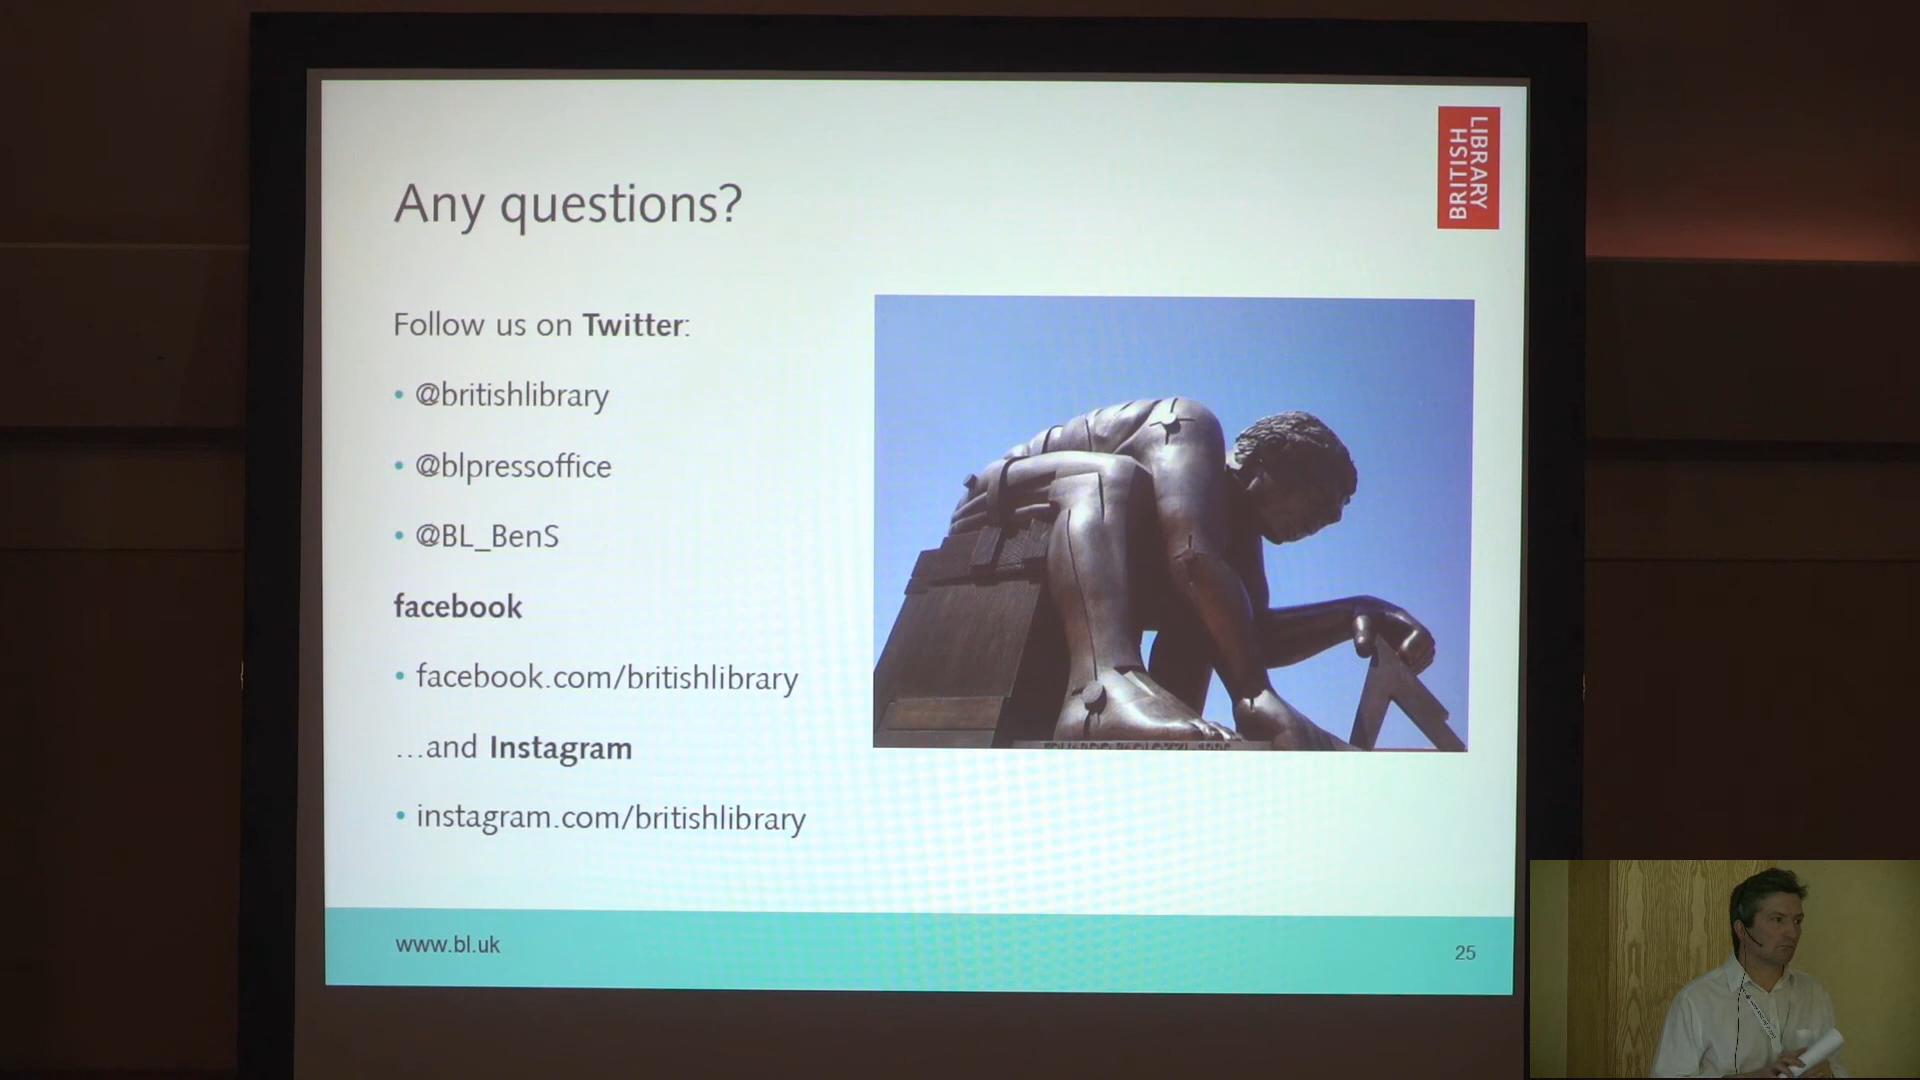 Any questions?
BRITISH
LIBRARY
Follow us on Twitter:
• @britishlibrary
• @blpressoffice
• @BL_BenS
facebook
• facebook.com/britishlibrary
...and Instagram
• instagram.com/britishlibrary
www.bl.uk
25